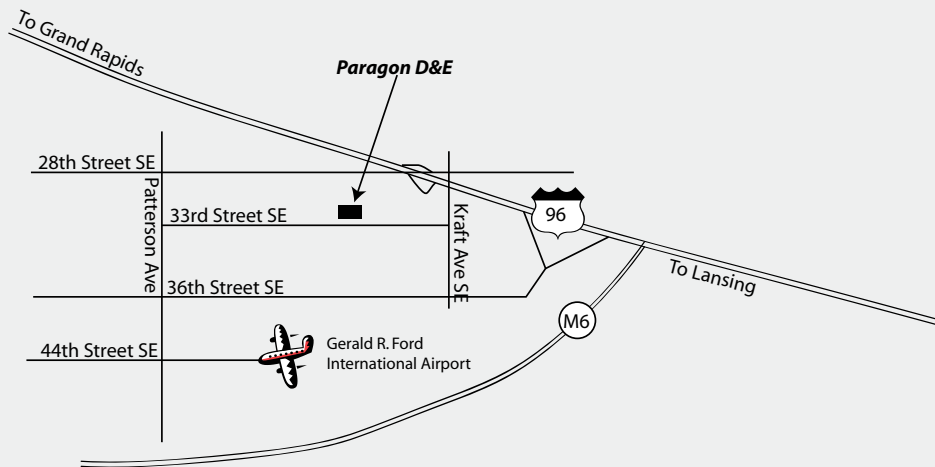 To Grand Rapids
Paragon D&E
28th Street SE
Patterson Ave
33rd Street SE
Kraft Ave SE
96
To Lansing
36th Street SE
M6
44th Street SE
Gerald R. Ford
International Airport